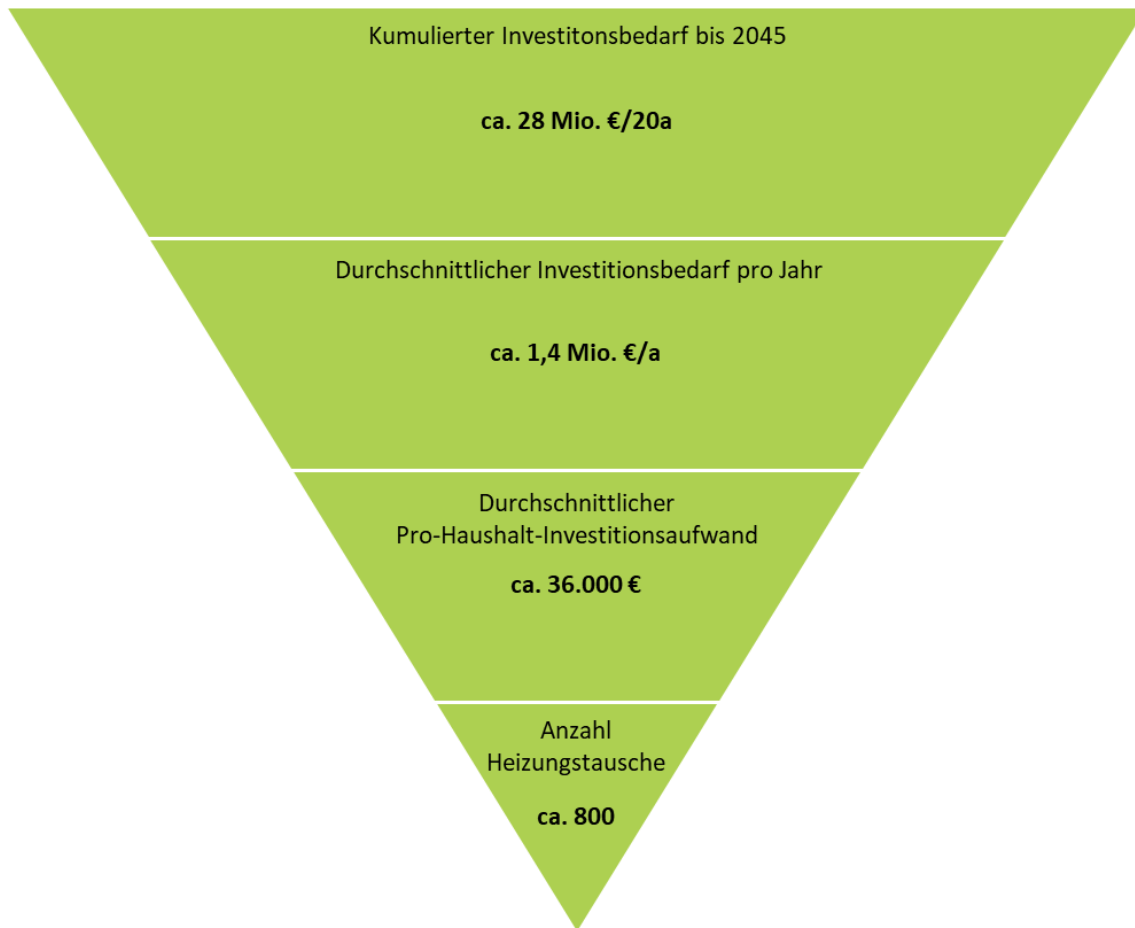 Kumulierter Investitonsbedarf bis 2045
ca. 28 Mio. €/20a
Durchschnittlicher Investitionsbedarf pro Jahr
ca. 1,4 Mio. €/a
Durchschnittlicher
Pro-Haushalt-Investitionsaufwand
ca. 36.000 €
Anzahl
Heizungstausche
ca. 800